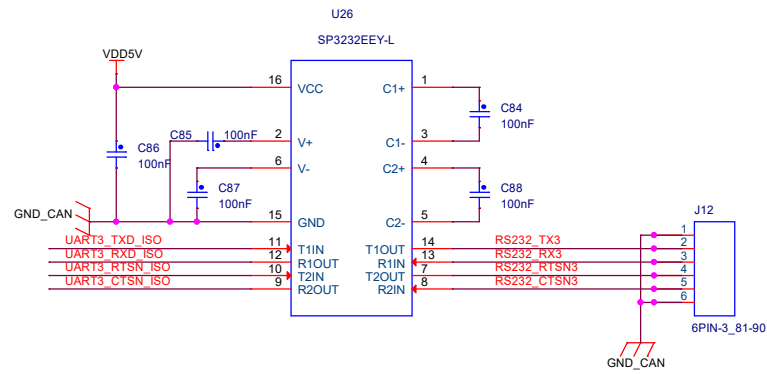 U26
SP3232EEY-L
VDD5V
16 VCC C1+ 1
C84
100nF
C85 100nF 2 V+ C1- 3
C86
100nF
6 V- C2+ 4
C87
100nF
C88
100nF
GND_CAN 15 GND C2- 5
J12
UART3_TXD_ISO 11 T1IN T1OUT 14 RS232_TX3
UART3_RXD_ISO 12 R1OUT R1IN 13 RS232_RX3
UART3_RTSN_ISO 10 T2IN T2OUT 7 RS232_RTSN3
UART3_CTSN_ISO 9 R2OUT R2IN 8 RS232_CTSN3
1
2
3
4
5
6
6PIN-3_81-90
GND_CAN